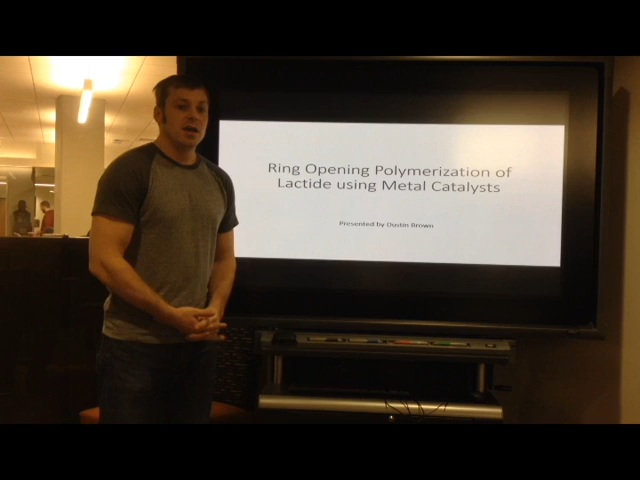 Ring Opening Polymerization of
Lactide using Metal Catalysts
Presented by Dustin Brown